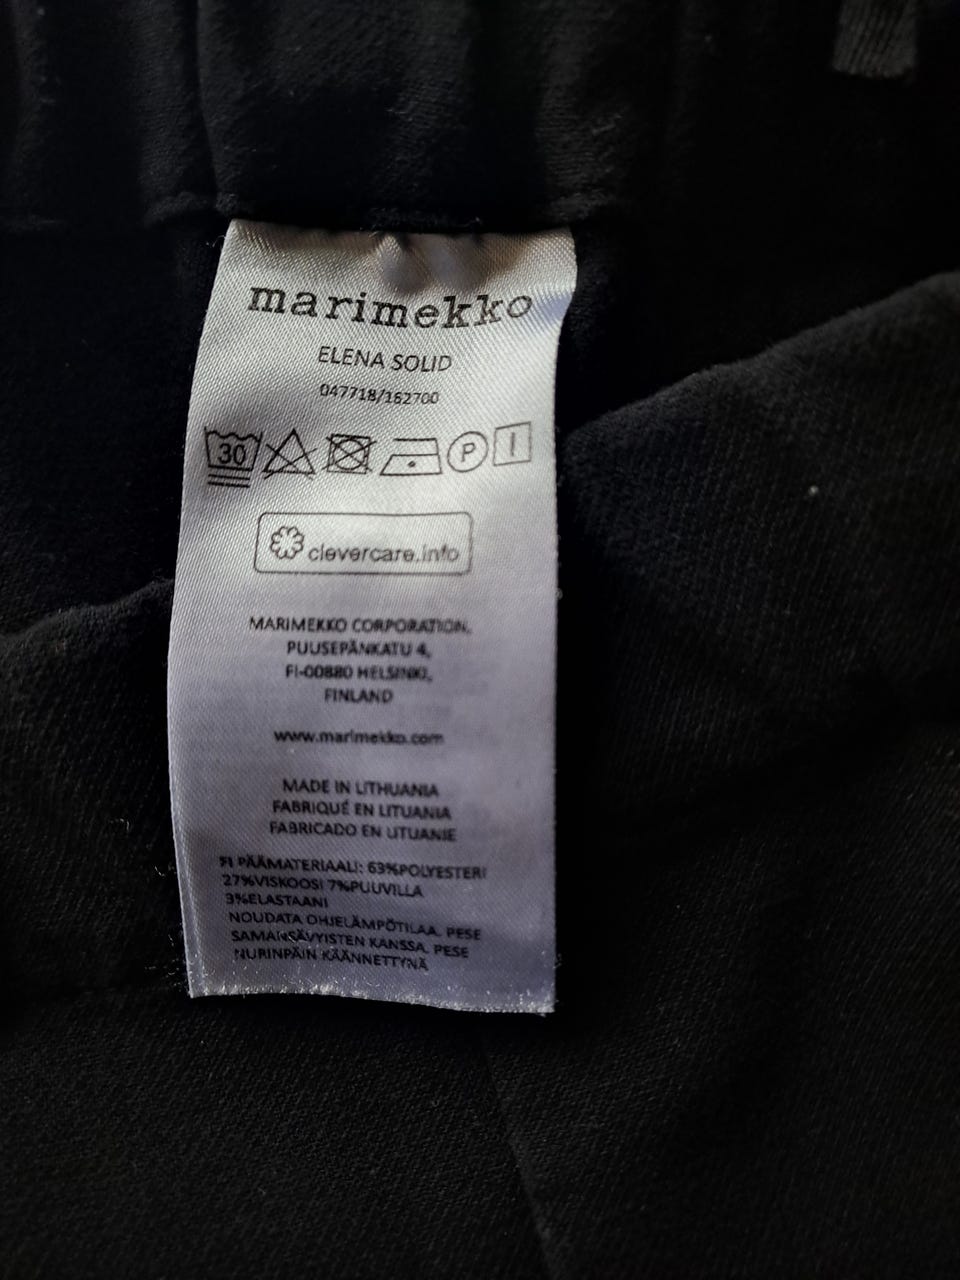 marimekko
ELENA SOLID
047718/162700
30 P
clevercare.info
MARIMEKKO CORPORATION,
PUUSEPÄNKATU 4,
FI-00880 HELSINKI,
FINLAND
www.marimekko.com
MADE IN LITHUANIA
FABRIQUÉ EN LITUANIA
FABRICADO EN LITUANIE
FI PÄÄMATERIAALI: 63%POLYESTERI
27%VISKOOSI 7%PUUVILLA
3%ELASTAANI
NOUDATA OHJELÄMPÖTILAA. PESE
SAMANSÄVYISTEN KANSSA. PESE
NURINPÄIN KÄÄNNETTYNÄ